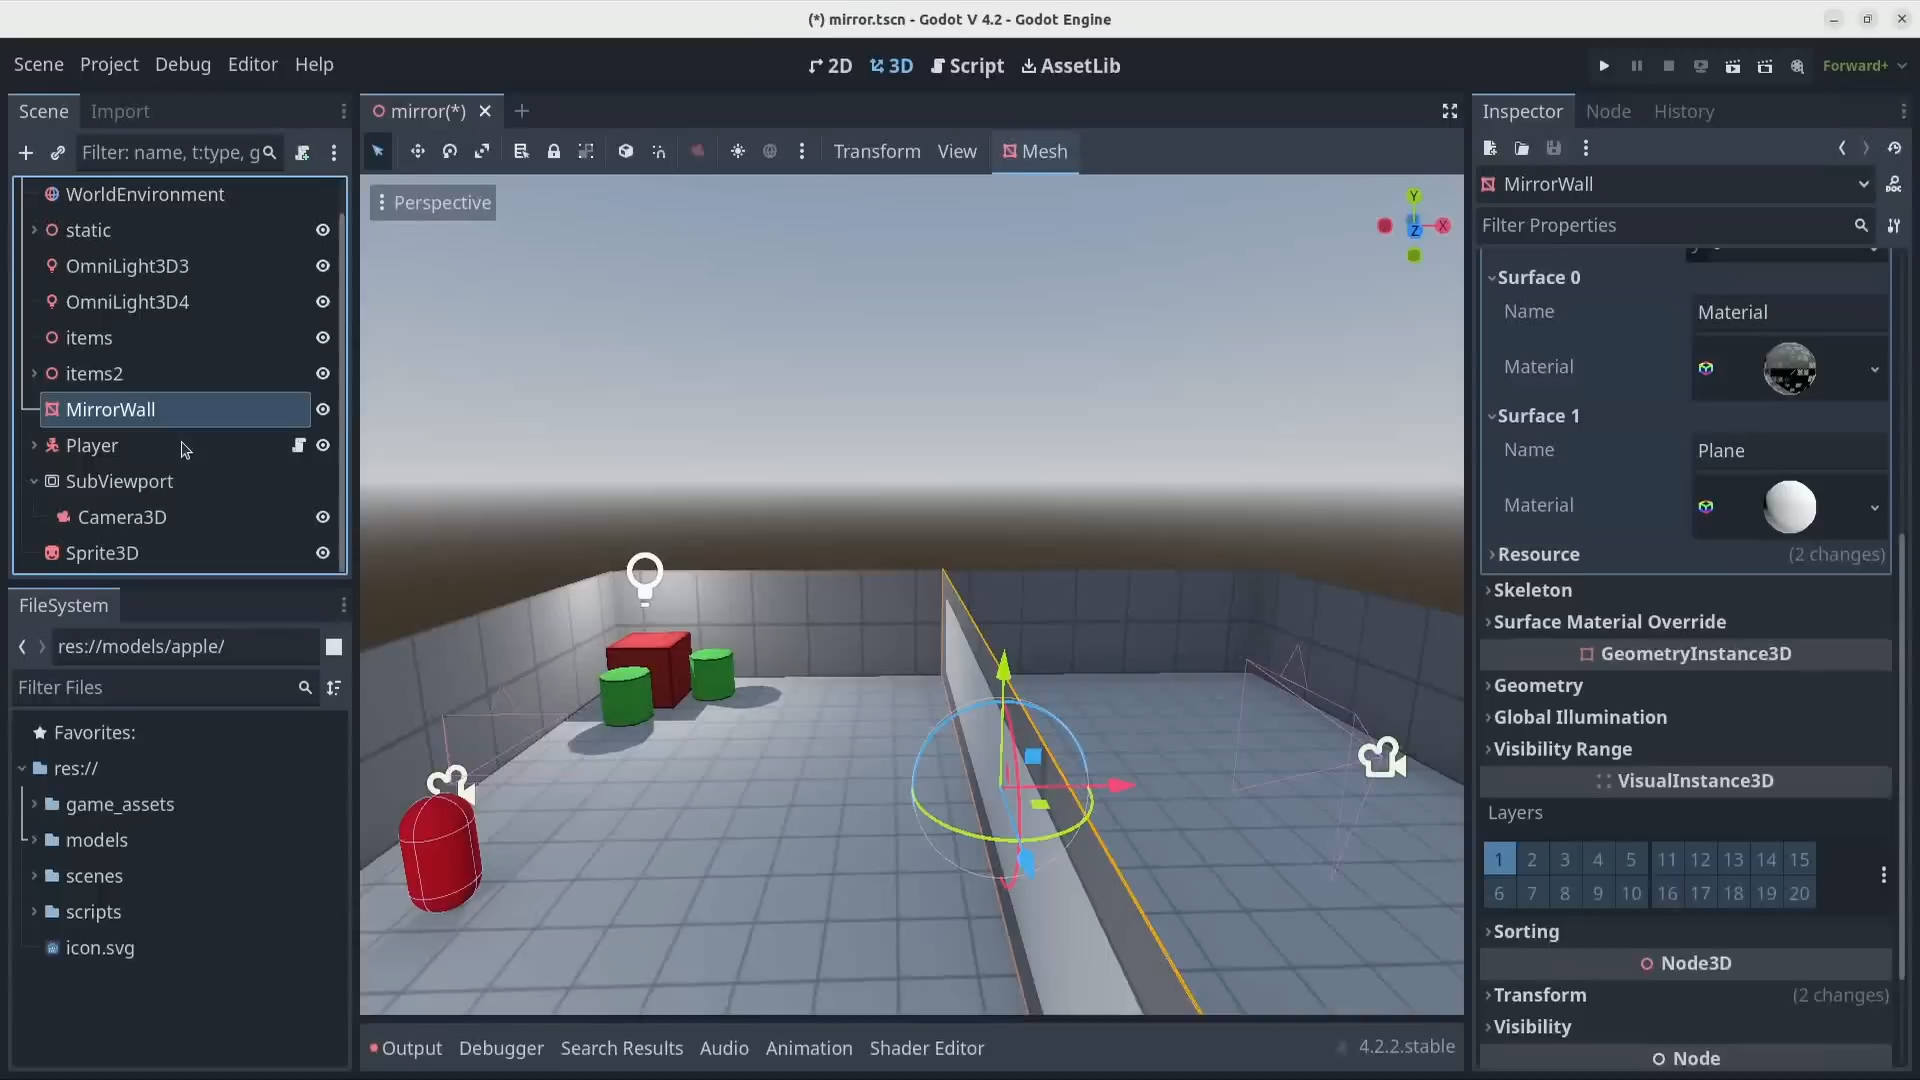 (*) mirror.tscn - Godot V 4.2 - Godot Engine
Scene Project Debug Editor Help
2D 3D Script AssetLib
Forward+
Scene Import
Filter: name, t:type, g
WorldEnvironment
static
OmniLight3D3
OmniLight3D4
items
items2
MirrorWall
Player
SubViewport
Camera3D
Sprite3D
FileSystem
res://models/apple/
Filter Files
Favorites:
res://
game_assets
models
scenes
scripts
icon.svg
mirror(*)
Transform View Mesh
Perspective
Y
X
Z
Output Debugger Search Results Audio Animation Shader Editor
4.2.2.stable
Inspector Node History
MirrorWall
Filter Properties
Surface 0
Name Material
Material
Surface 1
Name Plane
Material
Resource (2 changes)
Skeleton
Surface Material Override
GeometryInstance3D
Geometry
Global Illumination
Visibility Range
VisualInstance3D
Layers
1 2 3 4 5 11 12 13 14 15
6 7 8 9 10 16 17 18 19 20
Sorting
Node3D
Transform (2 changes)
Visibility
Node